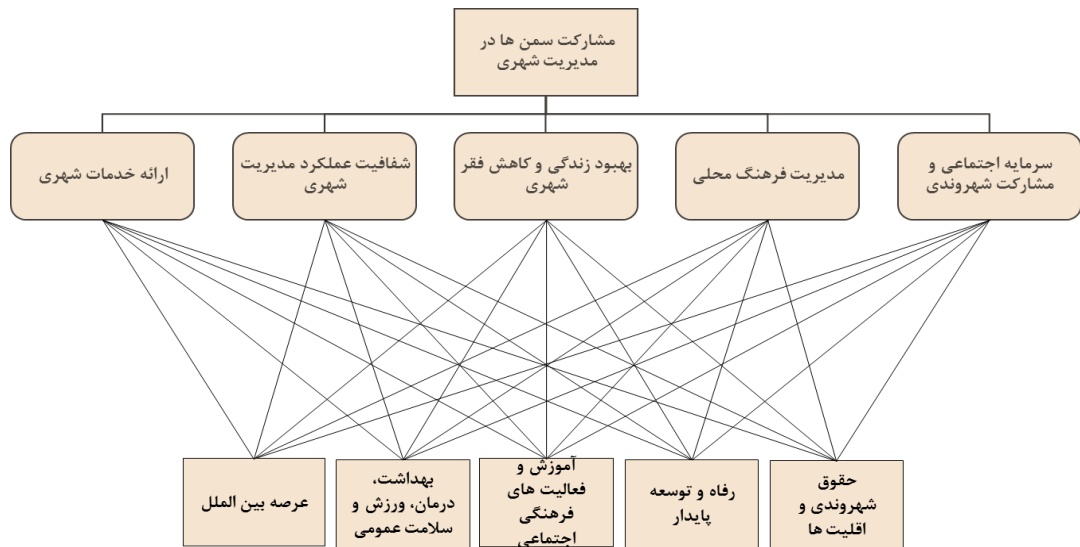 مشارکت سمن ها در
مدیریت شهری
سرمایه اجتماعی و
مشارکت شهروندی
مدیریت فرهنگ محلی
بهبود زندگی و کاهش فقر
شهری
شفافیت عملکرد مدیریت
شهری
ارائه خدمات شهری
حقوق
شهروندی و
اقلیت ها
رفاه و توسعه
پایدار
آموزش و
فعالیت های
فرهنگی
اجتماعی
بهداشت،
درمان، ورزش و
سلامت عمومی
عرصه بین الملل